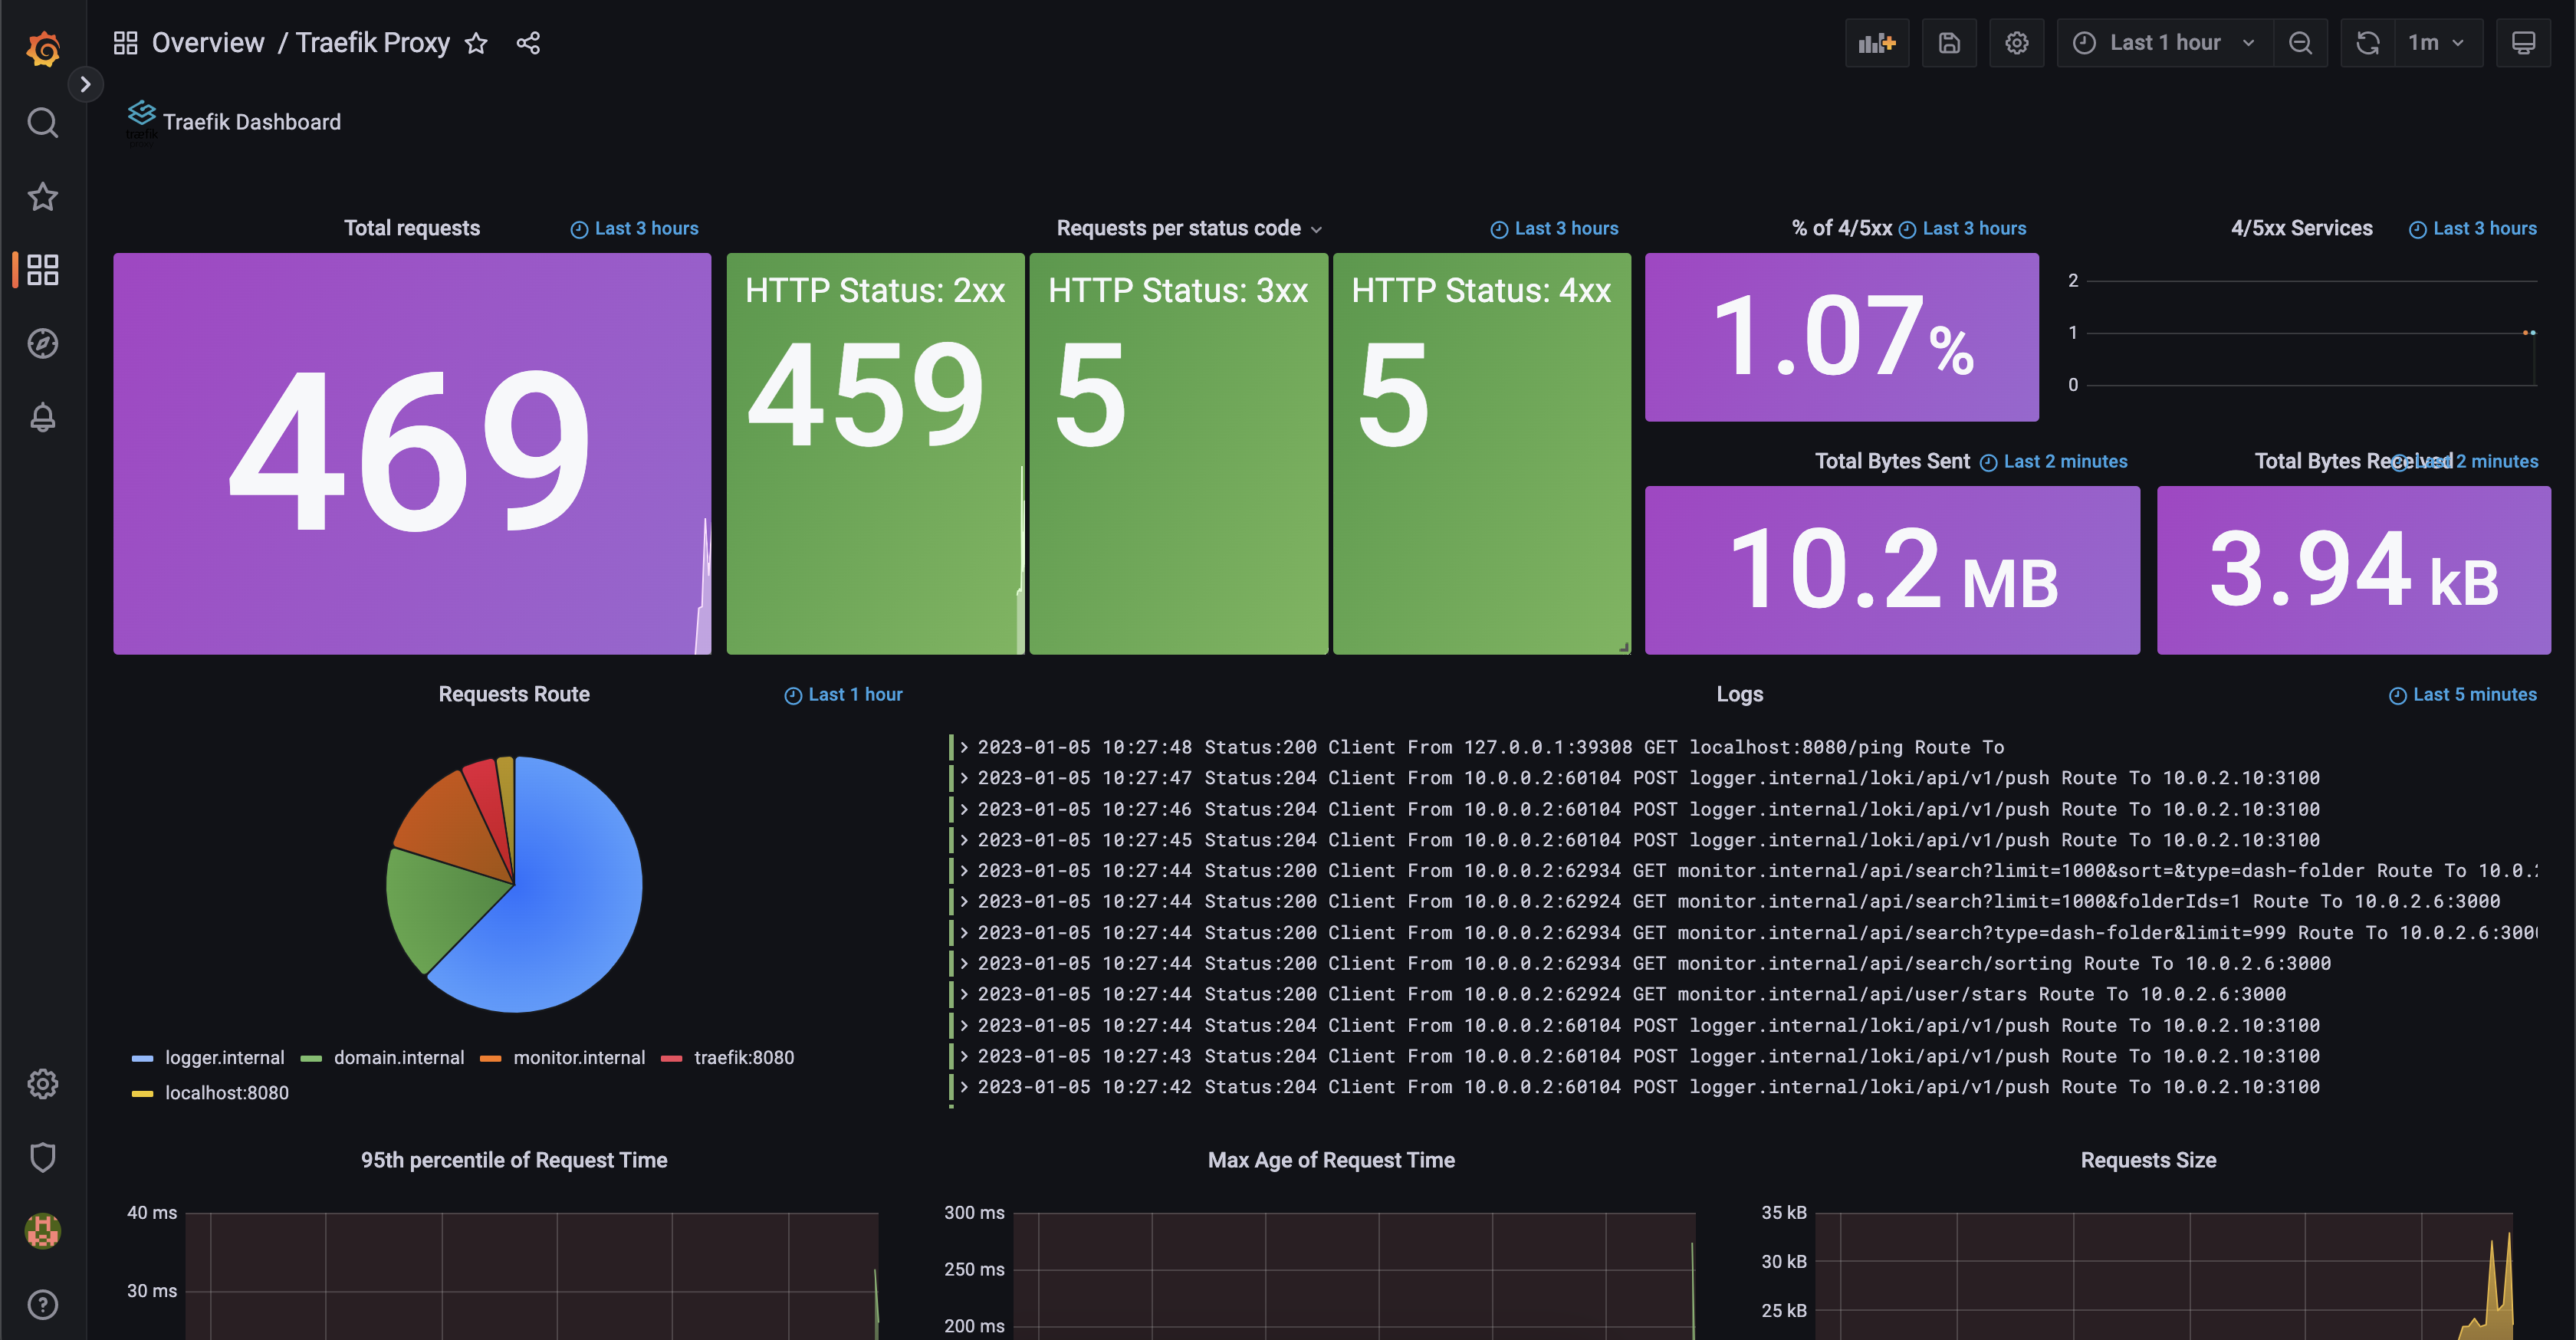 Overview / Traefik Proxy
Last 1 hour
1m
træfik
Traefik Dashboard
Total requests
Last 3 hours
469
Requests per status code
Last 3 hours
HTTP Status: 2xx
459
HTTP Status: 3xx
5
HTTP Status: 4xx
5
% of 4/5xx
Last 3 hours
1.07%
4/5xx Services
Last 3 hours
2
1
0
Total Bytes Sent
Last 2 minutes
10.2 MB
Total Bytes Received
Last 2 minutes
3.94 kB
Requests Route
Last 1 hour
logger.internal
domain.internal
monitor.internal
traefik:8080
localhost:8080
Logs
Last 5 minutes
2023-01-05 10:27:48 Status:200 Client From 127.0.0.1:39308 GET localhost:8080/ping Route To
2023-01-05 10:27:47 Status:204 Client From 10.0.0.2:60104 POST logger.internal/loki/api/v1/push Route To 10.0.2.10:3100
2023-01-05 10:27:46 Status:204 Client From 10.0.0.2:60104 POST logger.internal/loki/api/v1/push Route To 10.0.2.10:3100
2023-01-05 10:27:45 Status:204 Client From 10.0.0.2:60104 POST logger.internal/loki/api/v1/push Route To 10.0.2.10:3100
2023-01-05 10:27:44 Status:200 Client From 10.0.0.2:62934 GET monitor.internal/api/search?limit=1000&sort=&type=dash-folder Route To 10.0.2
2023-01-05 10:27:44 Status:200 Client From 10.0.0.2:62924 GET monitor.internal/api/search?limit=1000&folderIds=1 Route To 10.0.2.6:3000
2023-01-05 10:27:44 Status:200 Client From 10.0.0.2:62934 GET monitor.internal/api/search?type=dash-folder&limit=999 Route To 10.0.2.6:3000
2023-01-05 10:27:44 Status:200 Client From 10.0.0.2:62934 GET monitor.internal/api/search/sorting Route To 10.0.2.6:3000
2023-01-05 10:27:44 Status:200 Client From 10.0.0.2:62924 GET monitor.internal/api/user/stars Route To 10.0.2.6:3000
2023-01-05 10:27:44 Status:204 Client From 10.0.0.2:60104 POST logger.internal/loki/api/v1/push Route To 10.0.2.10:3100
2023-01-05 10:27:43 Status:204 Client From 10.0.0.2:60104 POST logger.internal/loki/api/v1/push Route To 10.0.2.10:3100
2023-01-05 10:27:42 Status:204 Client From 10.0.0.2:60104 POST logger.internal/loki/api/v1/push Route To 10.0.2.10:3100
95th percentile of Request Time
40 ms
30 ms
Max Age of Request Time
300 ms
250 ms
200 ms
Requests Size
35 kB
30 kB
25 kB